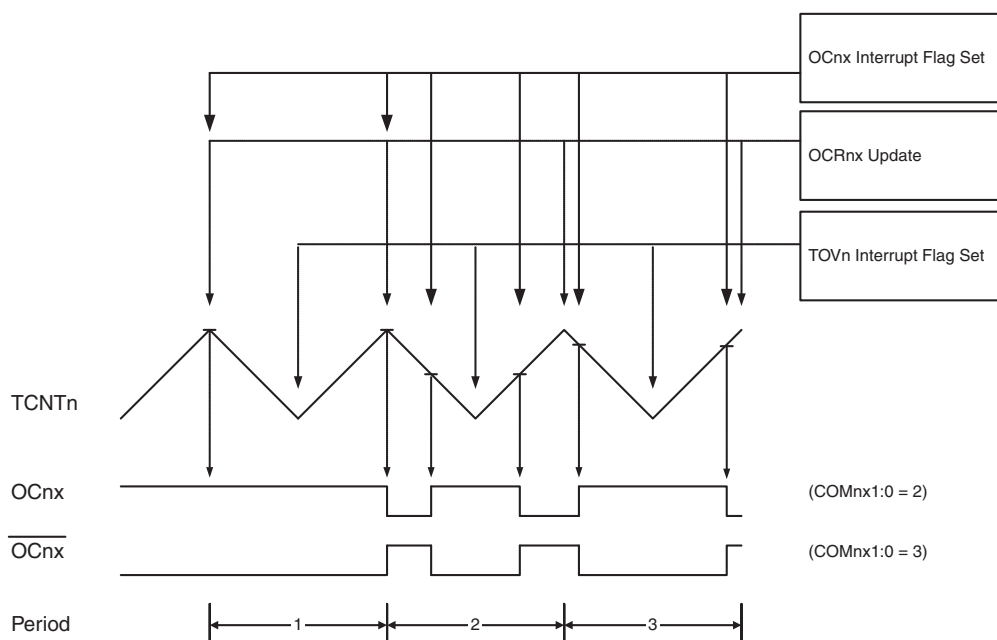 OCnx Interrupt Flag Set
OCRnx Update
TOVn Interrupt Flag Set
TCNTn
OCnx
(COMnx1:0 = 2)
OCnx
(COMnx1:0 = 3)
Period
1
2
3